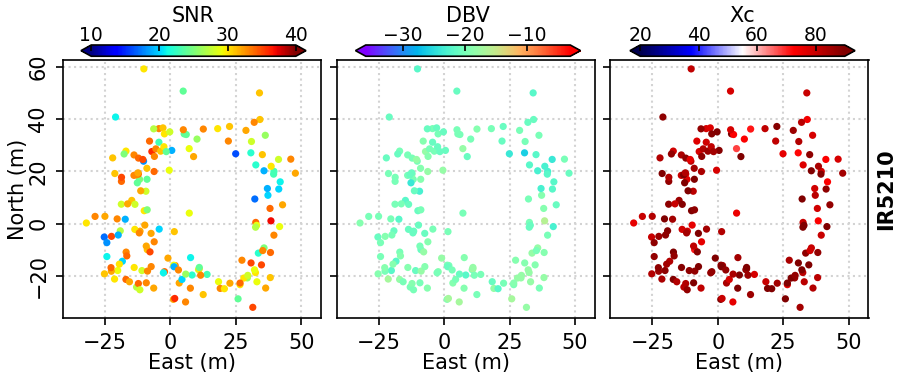 SNR DBV Xc
10 20 30 40 −30 −20 −10 20 40 60 80
60
40
20
0
−20
North (m)
IR5210
−25 0 25 50 −25 0 25 50 −25 0 25 50
East (m) East (m) East (m)